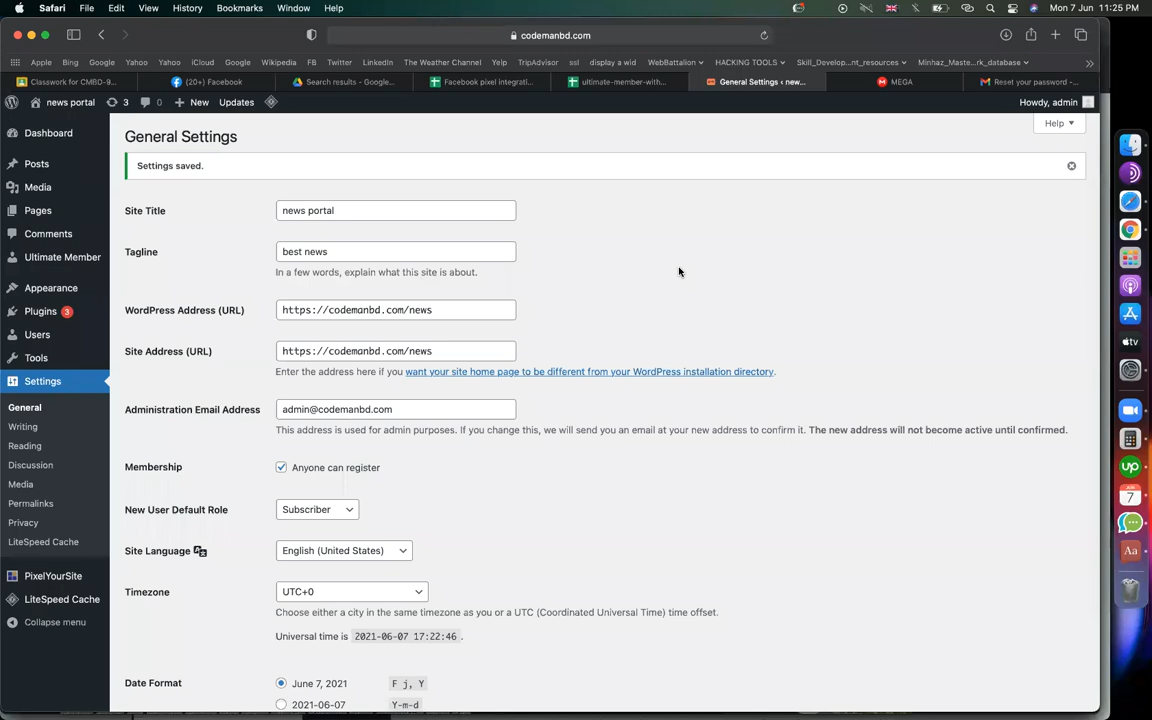 Safari File Edit View History Bookmarks Window Help Mon 7 Jun 11:25 PM
codemanbd.com
Apple Bing Google Yahoo Yahoo iCloud Google Wikipedia FB Twitter LinkedIn The Weather Channel Yelp TripAdvisor ssl display a wid WebBattalion HACKING TOOLS Skill_Develop...nt_resources Minhaz_Maste...rk_database
Classwork for CMBD-9... (20+) Facebook Search results - Google... Facebook pixel integrati... ultimate-member-with... General Settings ‹ new... MEGA Reset your password -...
news portal 3 0 New Updates Howdy, admin
Help
Dashboard
Posts
Media
Pages
Comments
Ultimate Member
Appearance
Plugins 3
Users
Tools
Settings
General
Writing
Reading
Discussion
Media
Permalinks
Privacy
LiteSpeed Cache
PixelYourSite
LiteSpeed Cache
Collapse menu
General Settings
Settings saved.
Site Title news portal
Tagline best news
In a few words, explain what this site is about.
WordPress Address (URL) https://codemanbd.com/news
Site Address (URL) https://codemanbd.com/news
Enter the address here if you want your site home page to be different from your WordPress installation directory.
Administration Email Address admin@codemanbd.com
This address is used for admin purposes. If you change this, we will send you an email at your new address to confirm it. The new address will not become active until confirmed.
Membership Anyone can register
New User Default Role Subscriber
Site Language English (United States)
Timezone UTC+0
Choose either a city in the same timezone as you or a UTC (Coordinated Universal Time) time offset.
Universal time is 2021-06-07 17:22:46 .
Date Format June 7, 2021 F j, Y
2021-06-07 Y-m-d
tv
up
7
Aa